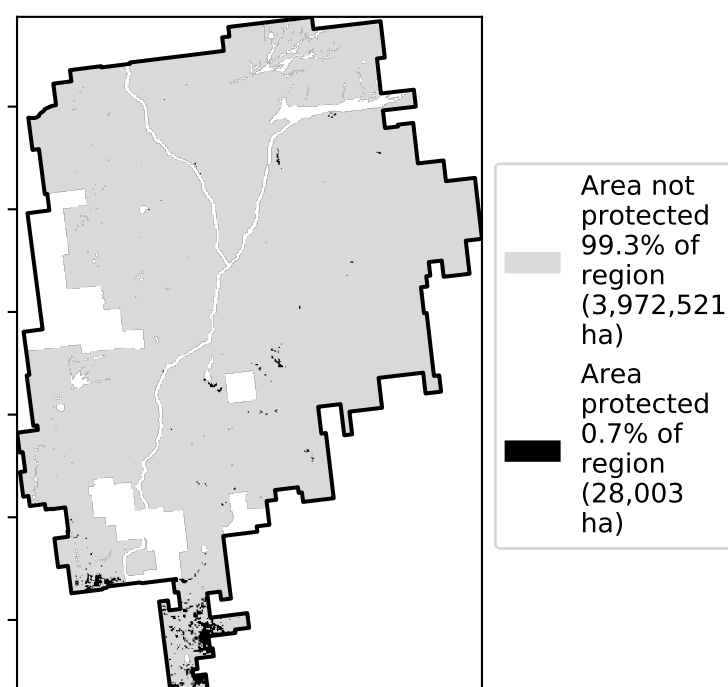 Area not
protected
99.3% of
region
(3,972,521
ha)
Area
protected
0.7% of
region
(28,003
ha)